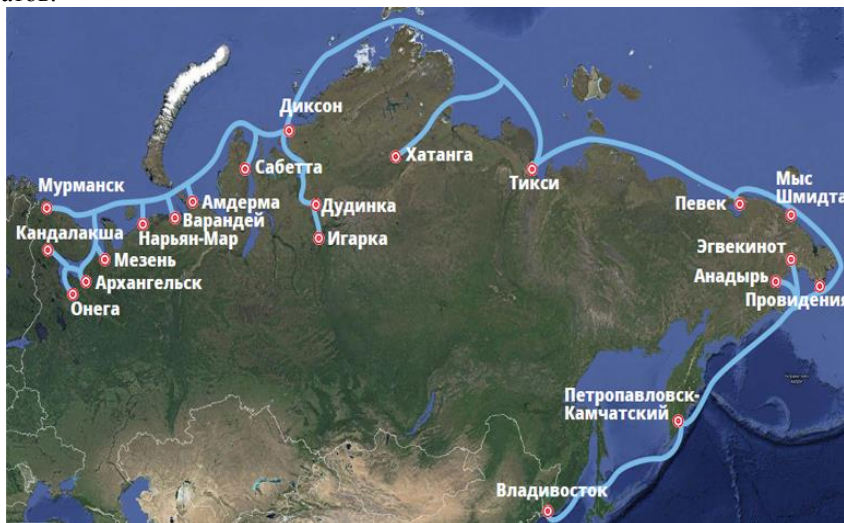 Диксон
Хатанга
Сабетта
Тикси
Мыс
Шмидта
Мурманск
Амдерма
Дудинка
Певек
Варандей
Кандалакша
Нарьян-Мар
Игарка
Эгвекинот
Мезень
Анадырь
Архангельск
Провидения
Онега
Петропавловск-
Камчатский
Владивосток